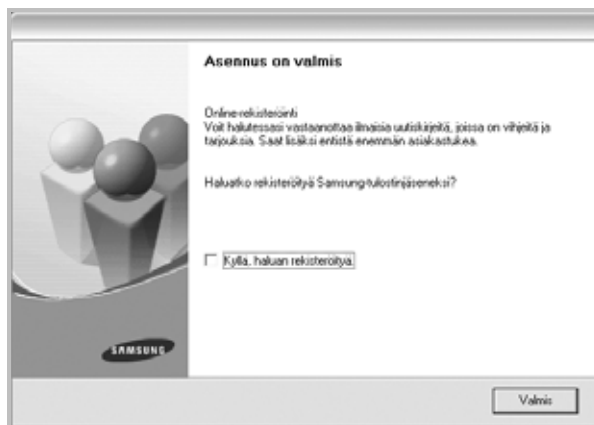 Asennus on valmis
Online-rekisteröinti
Voit halutessasi vastaanottaa ilmaisia uutiskirjeitä, joissa on vihjeitä ja
tarjouksia. Saat lisäksi entistä enemmän asiakastukea.
Haluatko rekisteröityä Samsung-tulostinjäseneksi?
Kyllä, haluan rekisteröityä.
SAMSUNG
Valmis